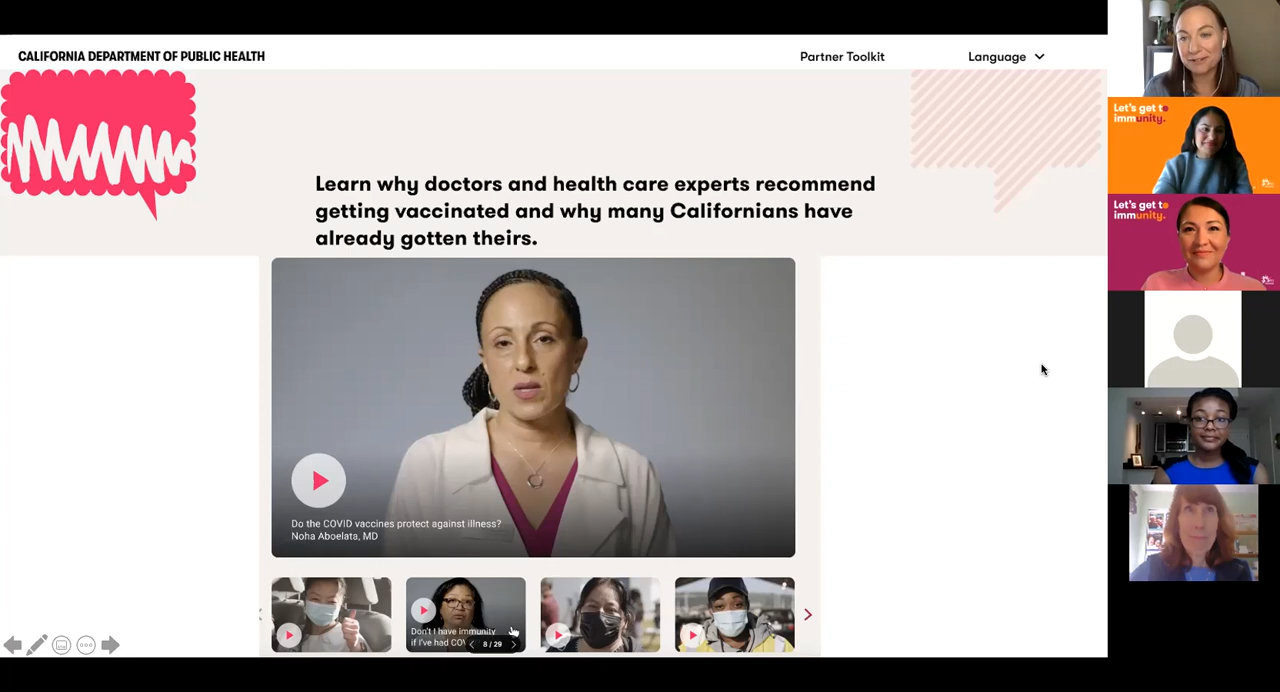 CALIFORNIA DEPARTMENT OF PUBLIC HEALTH
Partner Toolkit
Language
Learn why doctors and health care experts recommend
getting vaccinated and why many Californians have
already gotten theirs.
Do the COVID vaccines protect against illness?
Noha Aboelata, MD
Don't I have immunity
if I've had COV
8 / 29
Let's get to
immunity.
Let's get to
immunity.